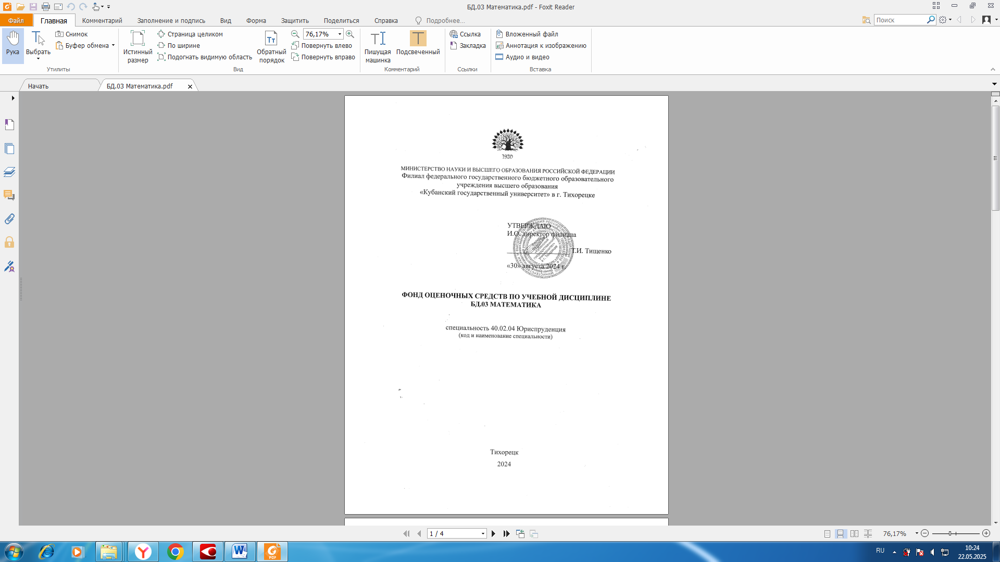 БД.03 Математика.pdf - Foxit Reader
Файл Главная Комментарий Заполнение и подпись Вид Форма Защитить Поделиться Справка Подробнее... Поиск
Рука
Выбрать
Снимок
Буфер обмена
Утилиты
Истинный размер
Страница целиком
По ширине
Подогнать видимую область
Обратный порядок
76,17%
Повернуть влево
Повернуть вправо
Вид
Пишущая машинка
Подсвеченный
Комментарий
Ссылка
Закладка
Ссылки
Вложенный файл
Аннотация к изображению
Аудио и видео
Вставка
Начать
БД.03 Математика.pdf
1920
МИНИСТЕРСТВО НАУКИ И ВЫСШЕГО ОБРАЗОВАНИЯ РОССИЙСКОЙ ФЕДЕРАЦИИ
Филиал федерального государственного бюджетного образовательного
учреждения высшего образования
«Кубанский государственный университет» в г. Тихорецке
УТВЕРЖДАЮ
И.О. директор филиала
Т.И. Тищенко
«30» августа 2024 г.
ФОНД ОЦЕНОЧНЫХ СРЕДСТВ ПО УЧЕБНОЙ ДИСЦИПЛИНЕ
БД.03 МАТЕМАТИКА
специальность 40.02.04 Юриспруденция
(код и наименование специальности)
Тихорецк
2024
1 / 4
76,17%
RU
10:24
22.05.2025